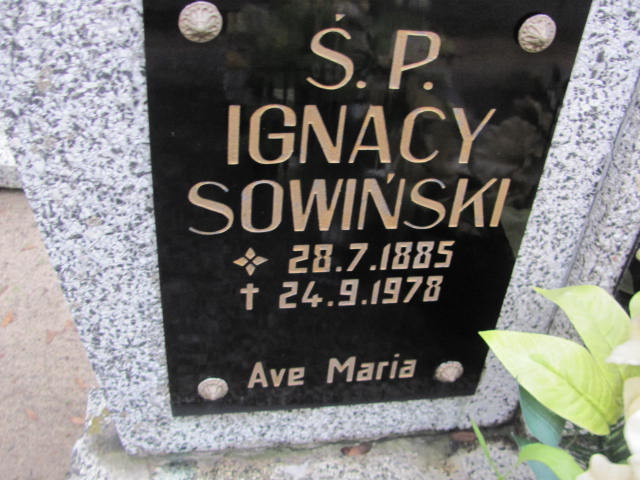 Ś. P.
IGNACY
SOWIŃSKI
28.7.1885
† 24.9.1978
Ave Maria